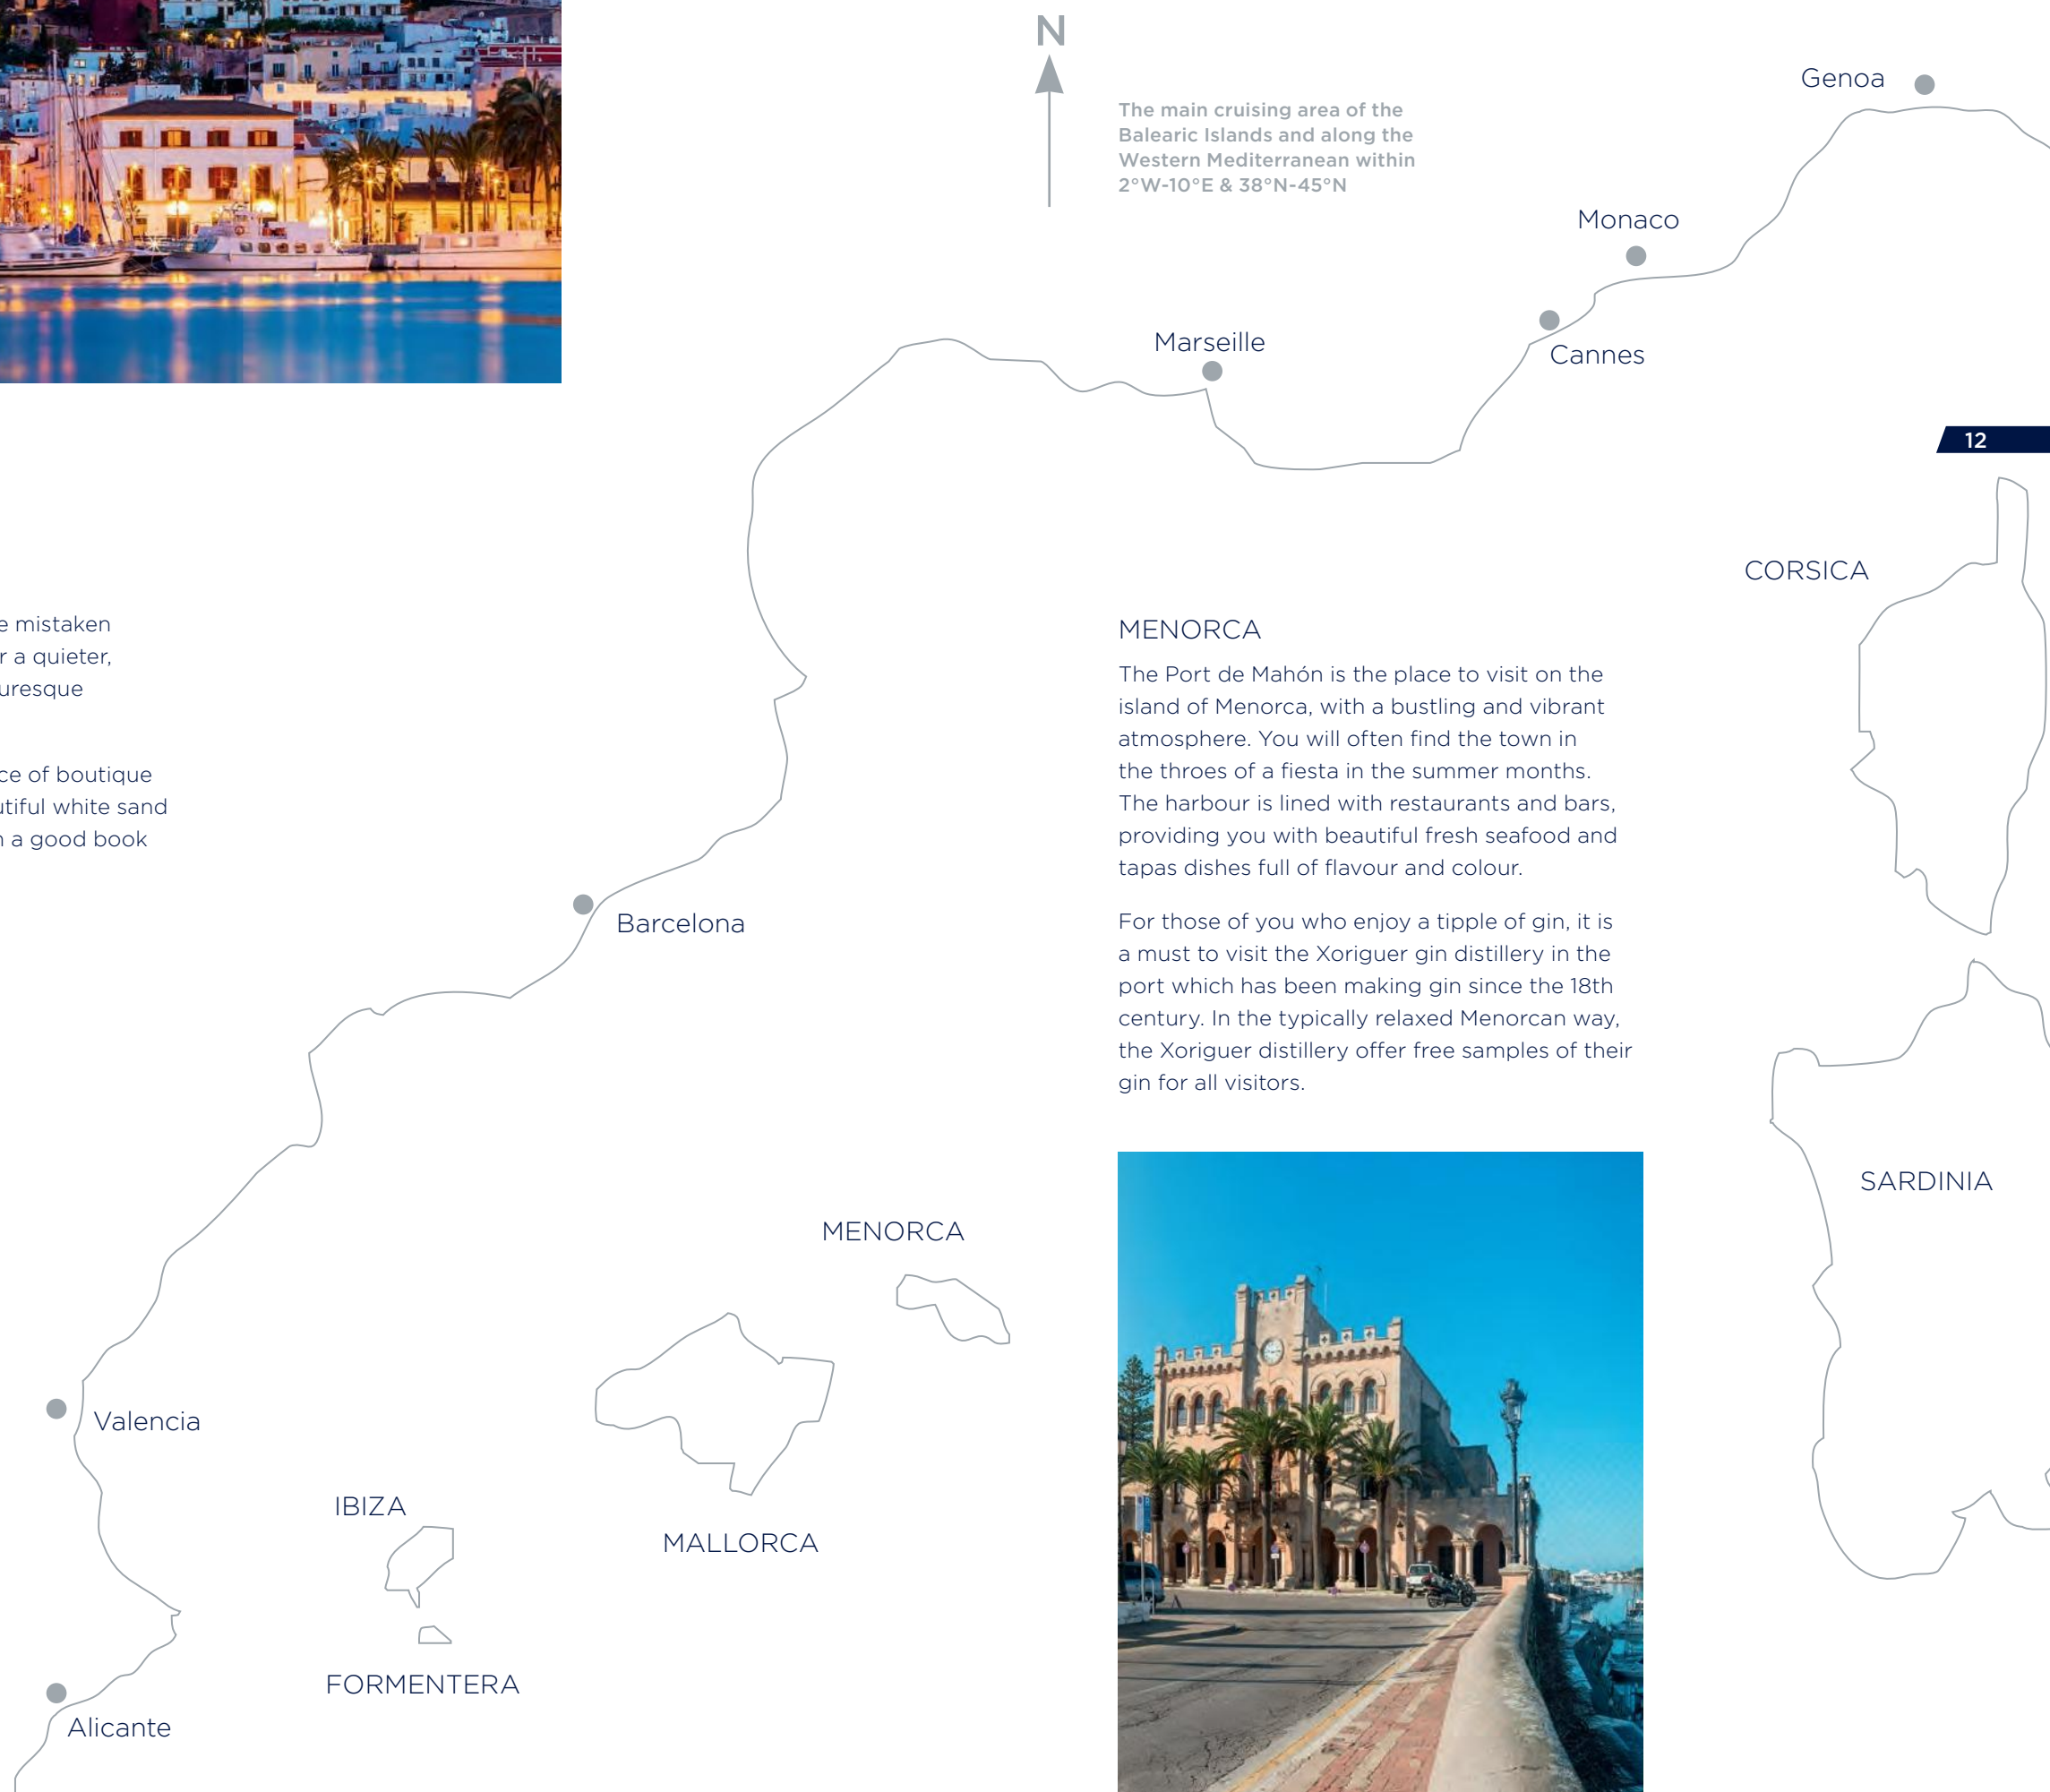 N
The main cruising area of the
Balearic Islands and along the
Western Mediterranean within
2°W-10°E & 38°N-45°N
Genoa
Monaco
Cannes
Marseille
12
CORSICA
mistaken
a quieter,
of boutique
white sand
a good book
MENORCA
The Port de Mahón is the place to visit on the
island of Menorca, with a bustling and vibrant
atmosphere. You will often find the town in
the throes of a fiesta in the summer months.
The harbour is lined with restaurants and bars,
providing you with beautiful fresh seafood and
tapas dishes full of flavour and colour.
For those of you who enjoy a tipple of gin, it is
a must to visit the Xoriguer gin distillery in the
port which has been making gin since the 18th
century. In the typically relaxed Menorcan way,
the Xoriguer distillery offer free samples of their
gin for all visitors.
Barcelona
SARDINIA
MENORCA
Valencia
IBIZA
MALLORCA
FORMENTERA
Alicante